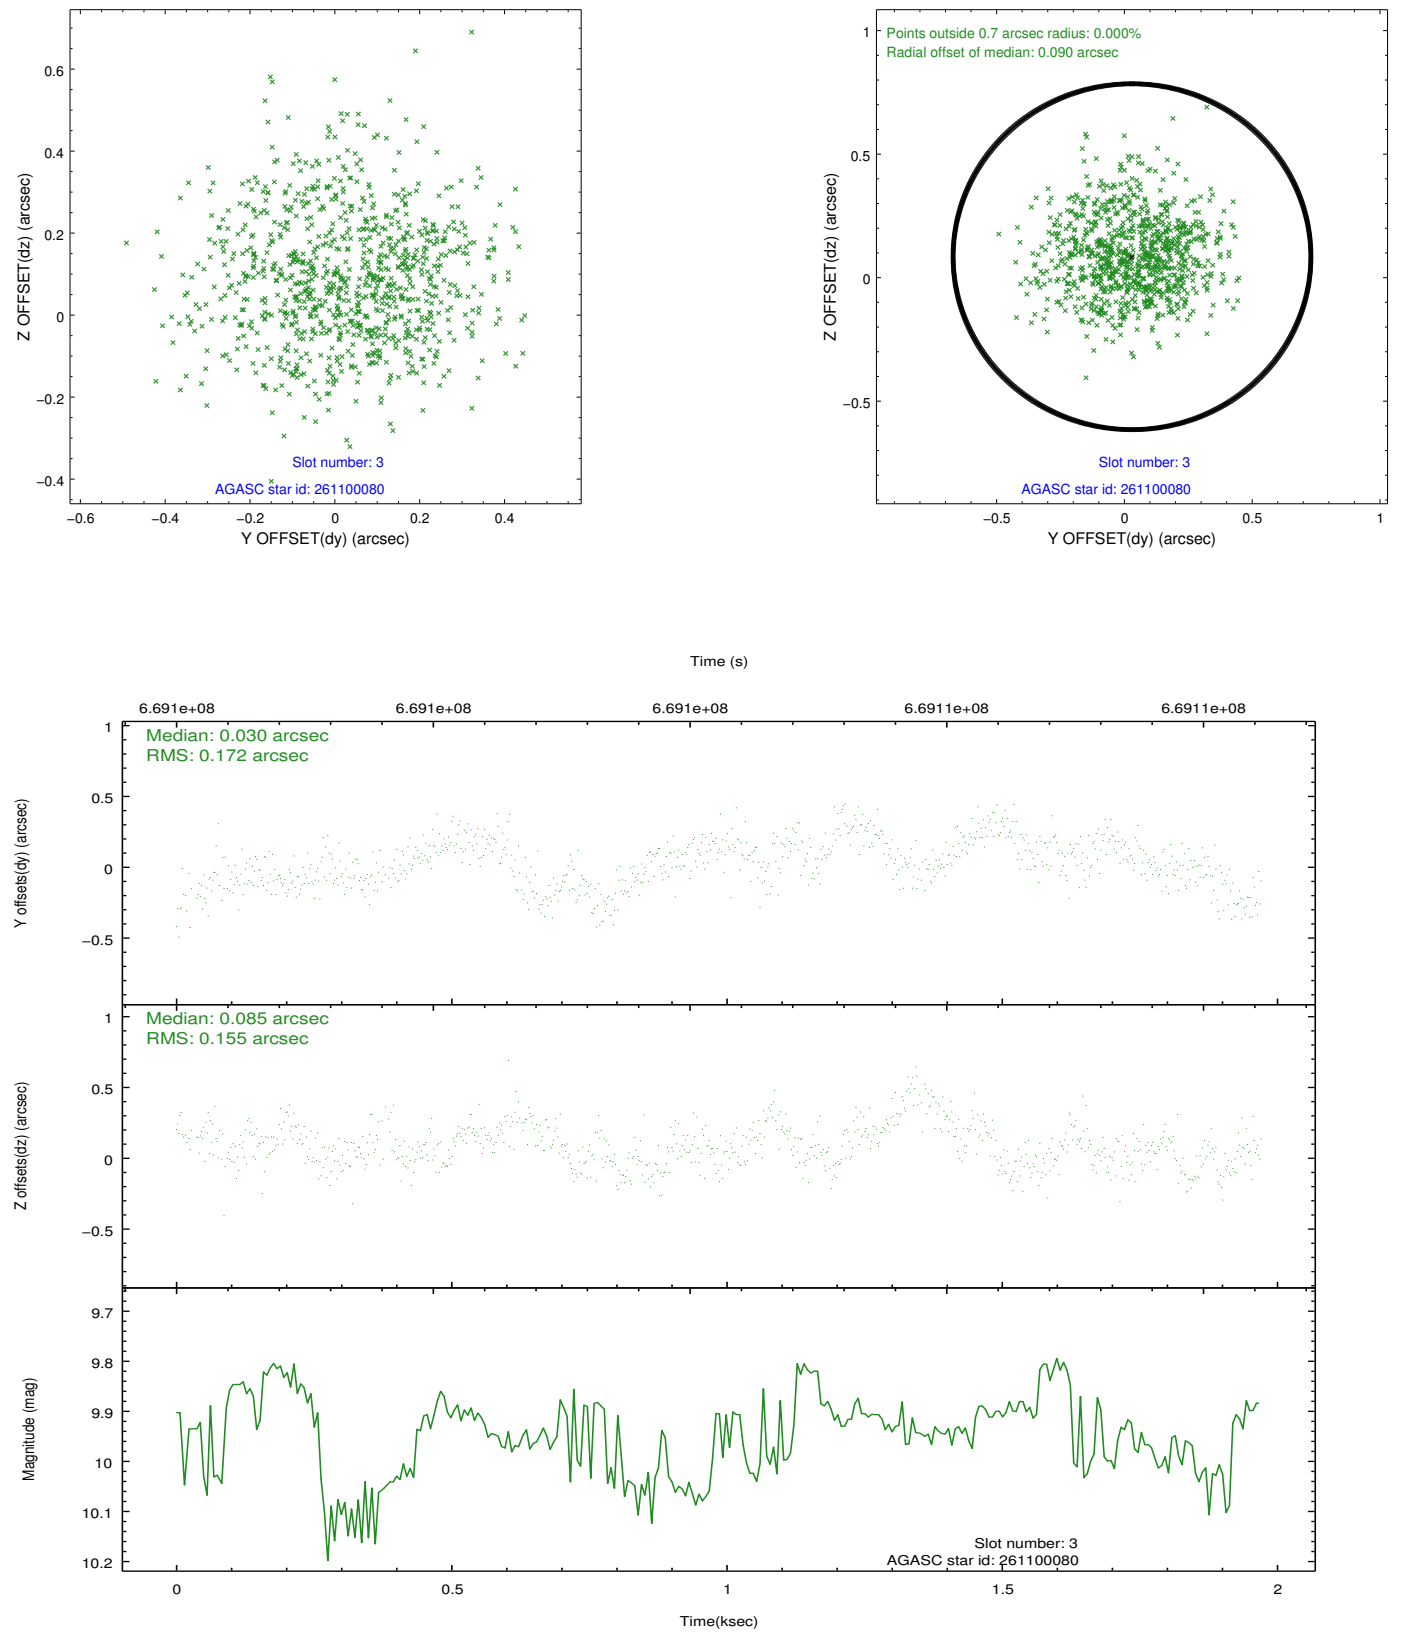 0.6
0.4
0.2
0
−0.2
−0.4
Z OFFSET(dz) (arcsec)
Slot number: 3
AGASC star id: 261100080
−0.6 −0.4 −0.2 0 0.2 0.4
Y OFFSET(dy) (arcsec)
Points outside 0.7 arcsec radius: 0.000%
Radial offset of median: 0.090 arcsec
1
0.5
0
−0.5
Z OFFSET(dz) (arcsec)
Slot number: 3
AGASC star id: 261100080
−0.5 0 0.5 1
Y OFFSET(dy) (arcsec)
Time (s)
6.691e+08 6.691e+08 6.691e+08 6.6911e+08 6.6911e+08
Median: 0.030 arcsec
RMS: 0.172 arcsec
1
0.5
0
−0.5
Y offsets(dy) (arcsec)
Median: 0.085 arcsec
RMS: 0.155 arcsec
1
0.5
0
−0.5
Z offsets(dz) (arcsec)
9.7
9.8
9.9
10
10.1
10.2
Magnitude (mag)
Slot number: 3
AGASC star id: 261100080
0 0.5 1 1.5 2
Time(ksec)